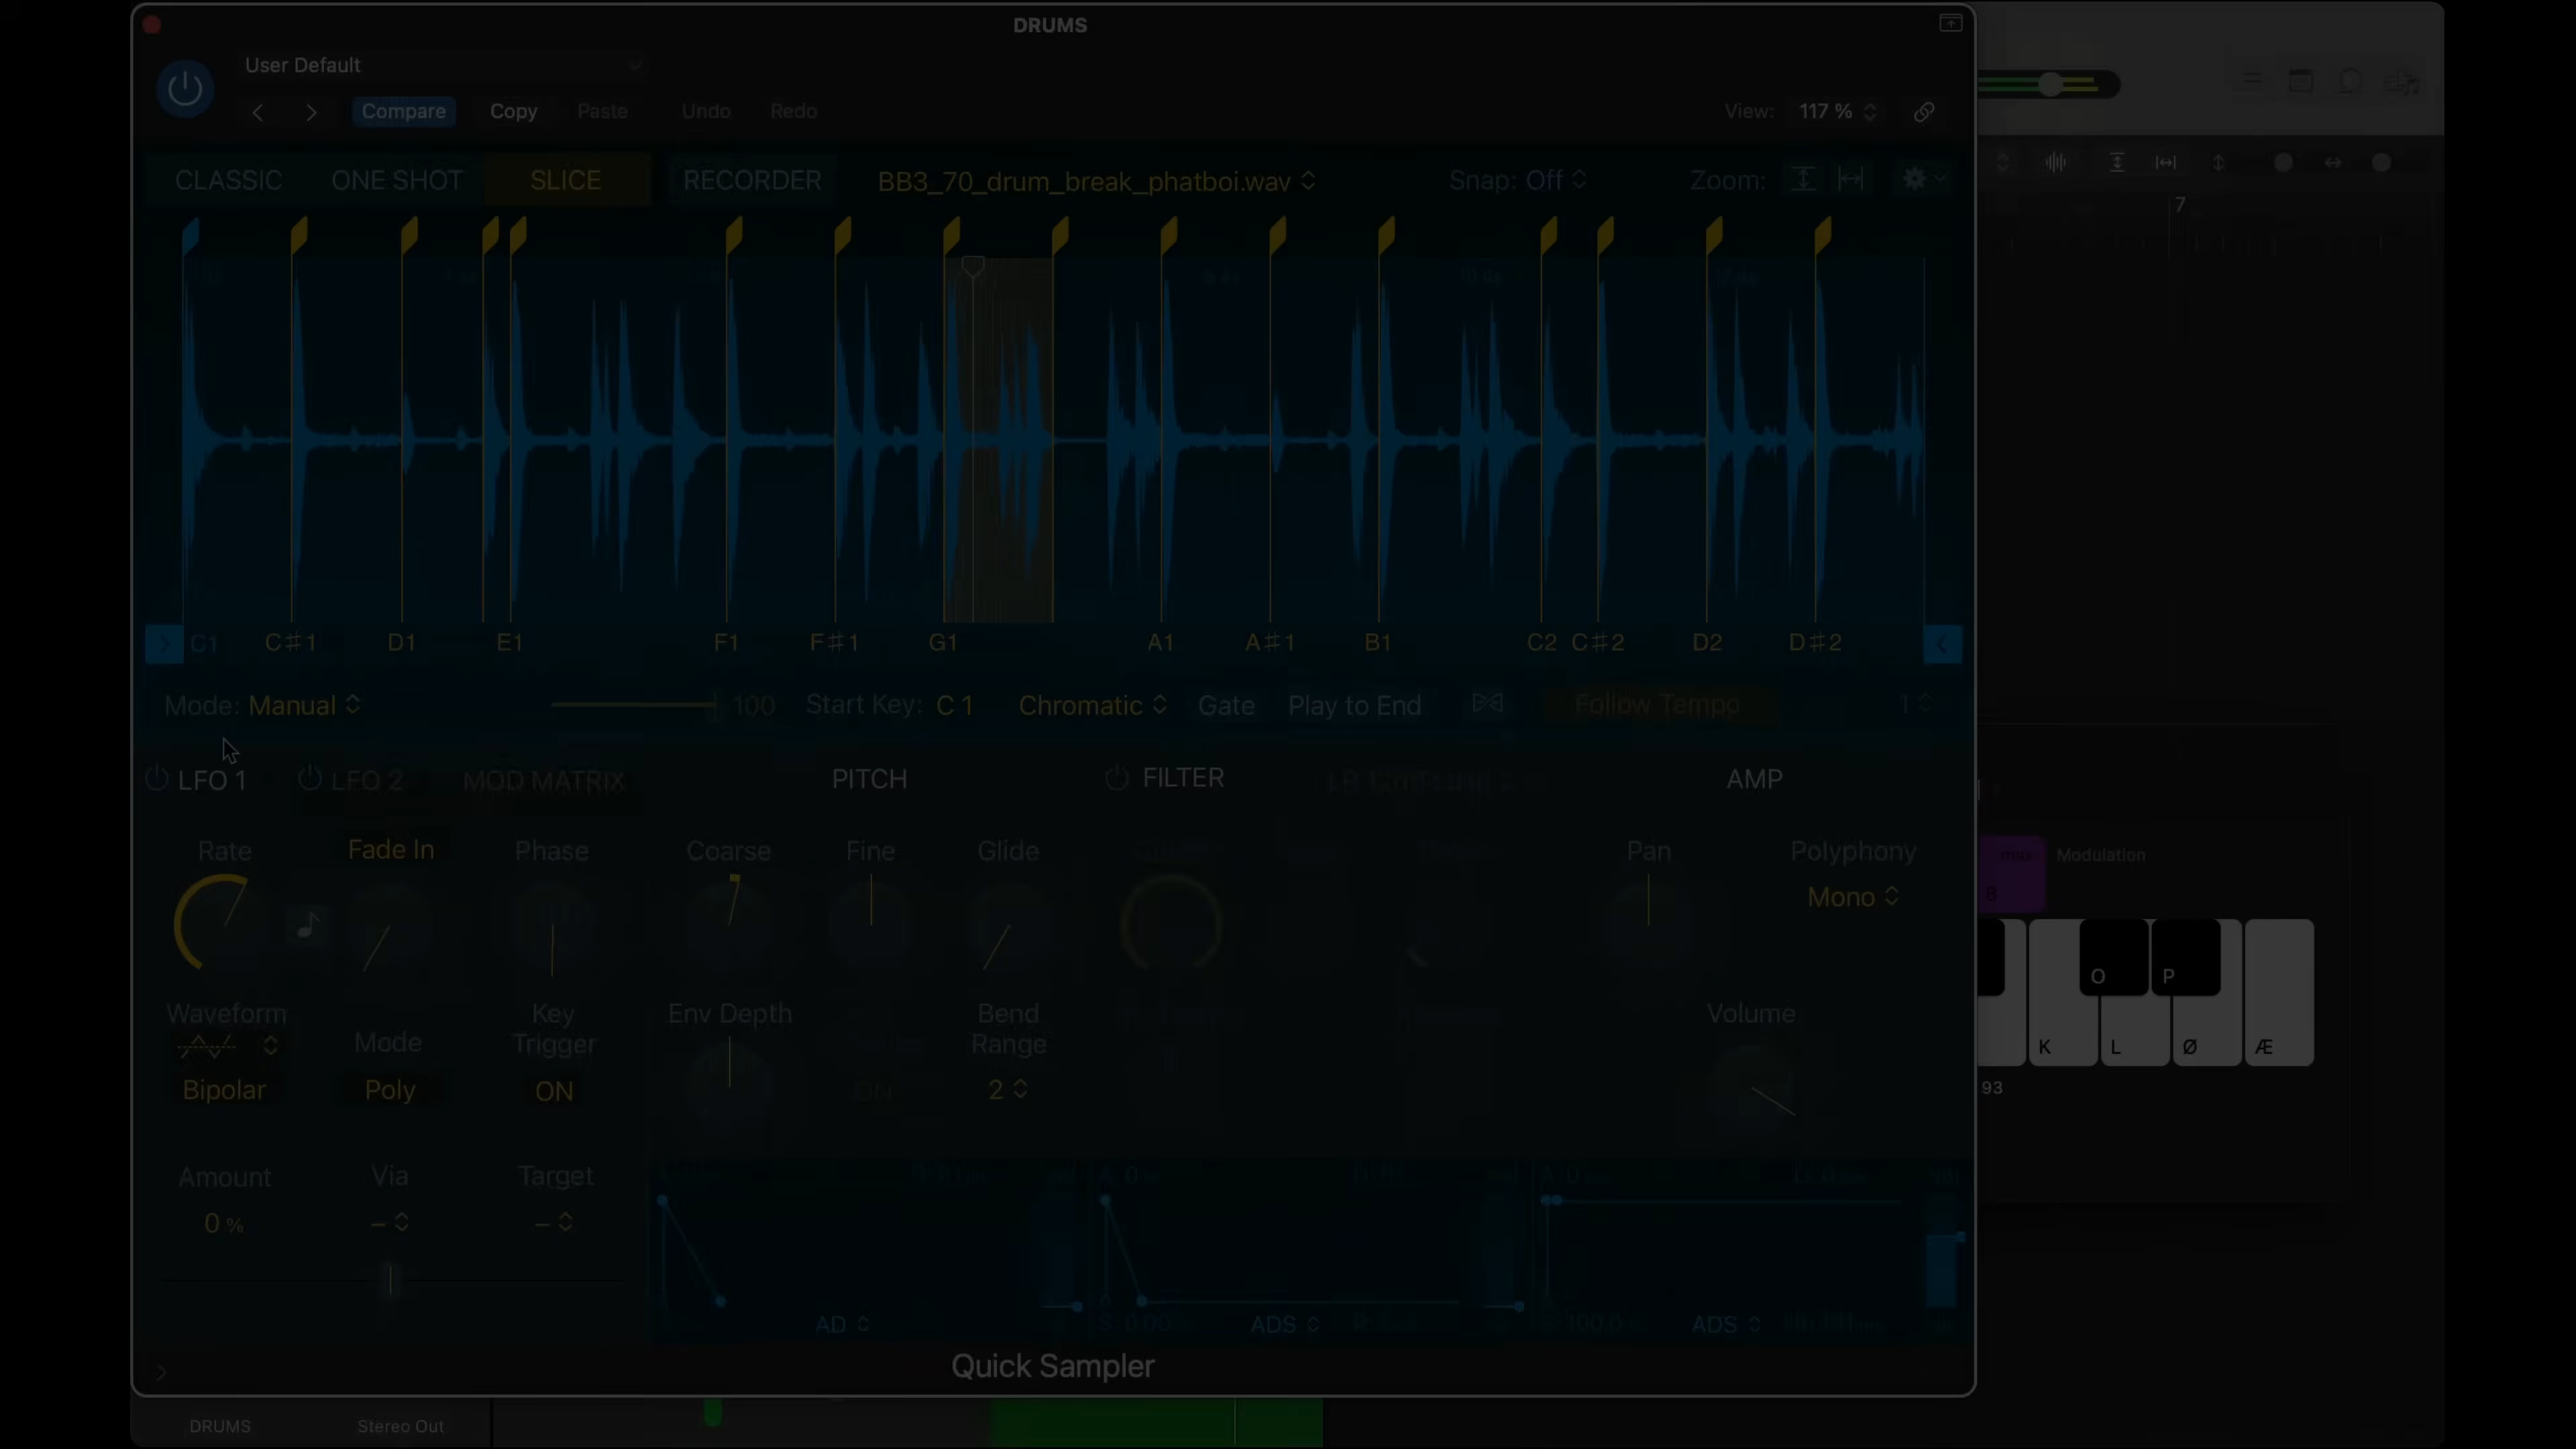 DRUMS
User Default
Compare Copy Paste Undo Redo View: 117 %
CLASSIC ONE SHOT SLICE RECORDER BB3_70_drum_break_phatboi.wav Snap: Off Zoom:
7
C1 C♯1 D1 E1 F1 F♯1 G1 A1 A♯1 B1 C2 C♯2 D2 D♯2
Mode: Manual 100 Start Key: C 1 Chromatic Gate Play to End Follow Tempo 1
LFO 1 LFO 2 MOD MATRIX PITCH FILTER AMP
Rate Fade In Phase Coarse Fine Glide Pan Polyphony
Mono
Modulation
B
O P
K L Ø Æ
93
Waveform Mode Key Trigger Env Depth Bend Range Volume
Bipolar Poly ON ON 2
Amount Via Target
0 % – –
AD ADS ADS
Quick Sampler
DRUMS Stereo Out